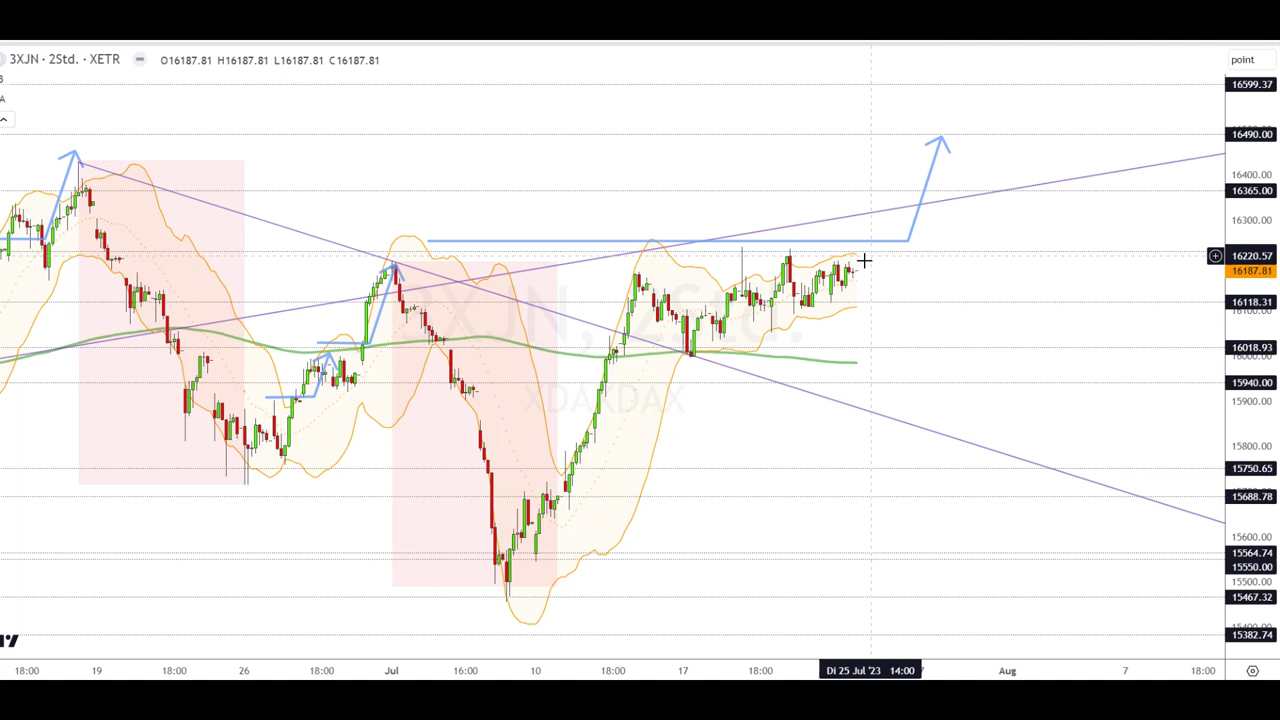 3XJN · 2Std. · XETR
O16187.81 H16187.81 L16187.81 C16187.81
point
B
A
16599.37
16490.00
16400.00
16365.00
16300.00
16220.57
16187.81
16118.31
16018.93
15940.00
15900.00
15800.00
15750.65
15688.78
15600.00
15564.74
15550.00
15500.00
15467.32
15382.74
3XJN, 2Std.
XDAXDAX
18:00 19 18:00 26 18:00 Jul 16:00 10 18:00 17 18:00 Di 25 Jul '23 14:00 Aug 7 18:00